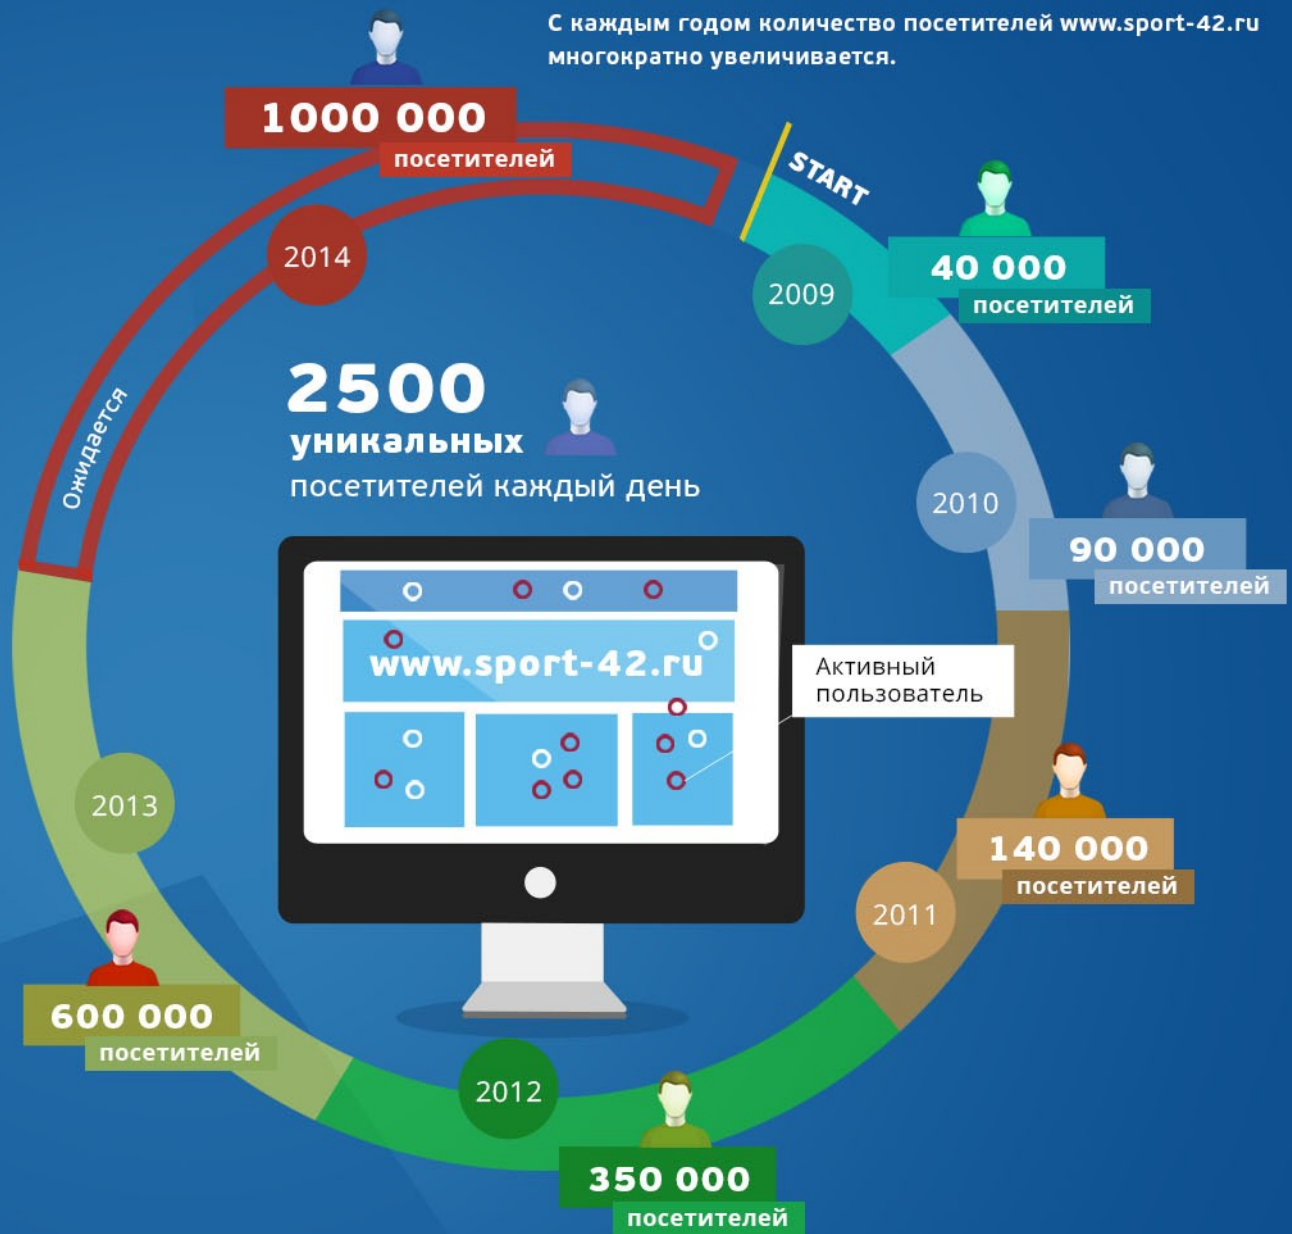 С каждым годом количество посетителей www.sport-42.ru
многократно увеличивается.
1000 000
посетителей
START
40 000
посетителей
2014
2009
2500
уникальных
посетителей каждый день
Ожидается
2010
90 000
посетителей
www.sport-42.ru
Активный
пользователь
2013
140 000
посетителей
2011
600 000
посетителей
2012
350 000
посетителей